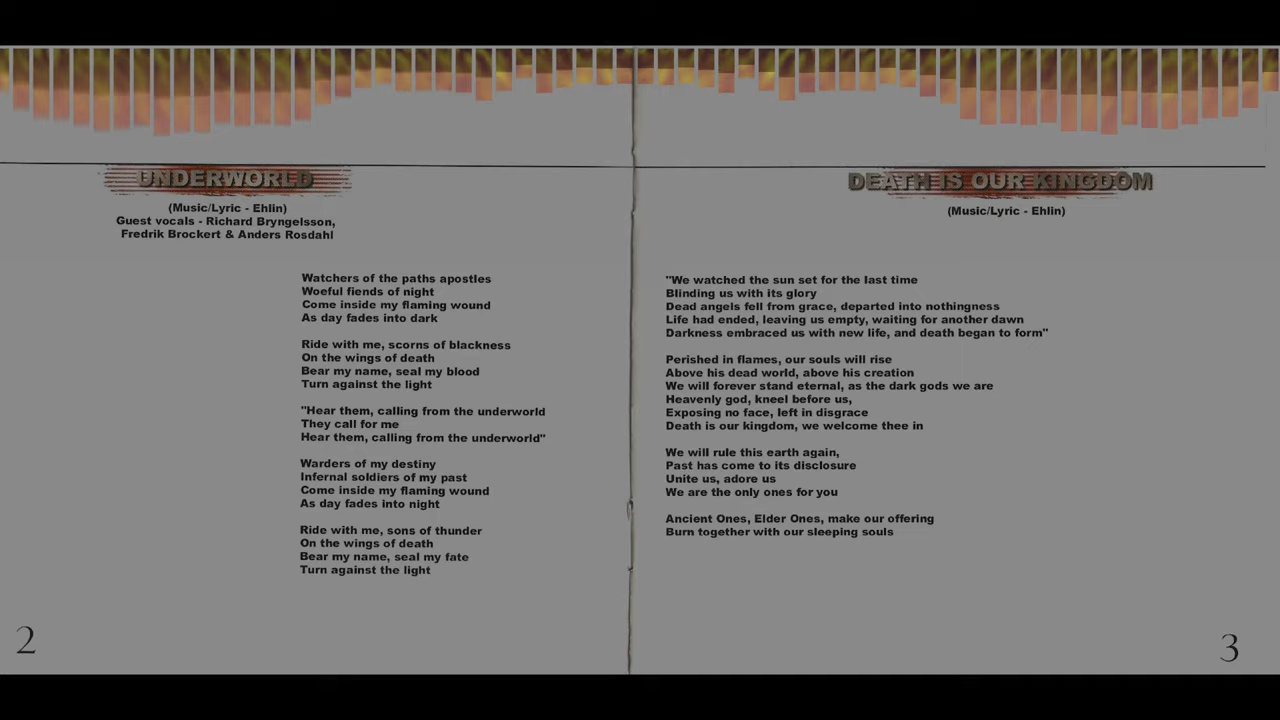 UNDERWORLD
(Music/Lyric - Ehlin)
Guest vocals - Richard Bryngelsson,
Fredrik Brockert & Anders Rosdahl
Watchers of the paths apostles
Woeful fiends of night
Come inside my flaming wound
As day fades into dark
Ride with me, scorns of blackness
On the wings of death
Bear my name, seal my blood
Turn against the light
"Hear them, calling from the underworld
They call for me
Hear them, calling from the underworld"
Warders of my destiny
Infernal soldiers of my past
Come inside my flaming wound
As day fades into night
Ride with me, sons of thunder
On the wings of death
Bear my name, seal my fate
Turn against the light
2
DEATH IS OUR KINGDOM
(Music/Lyric - Ehlin)
"We watched the sun set for the last time
Blinding us with its glory
Dead angels fell from grace, departed into nothingness
Life had ended, leaving us empty, waiting for another dawn
Darkness embraced us with new life, and death began to form"
Perished in flames, our souls will rise
Above his dead world, above his creation
We will forever stand eternal, as the dark gods we are
Heavenly god, kneel before us,
Exposing no face, left in disgrace
Death is our kingdom, we welcome thee in
We will rule this earth again,
Past has come to its disclosure
Unite us, adore us
We are the only ones for you
Ancient Ones, Elder Ones, make our offering
Burn together with our sleeping souls
3